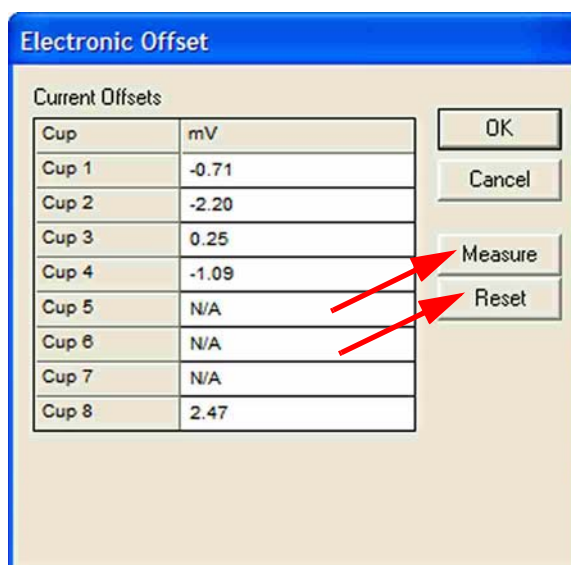 Electronic Offset
Current Offsets
Cup mV
Cup 1 -0.71
Cup 2 -2.20
Cup 3 0.25
Cup 4 -1.09
Cup 5 N/A
Cup 6 N/A
Cup 7 N/A
Cup 8 2.47
OK
Cancel
Measure
Reset